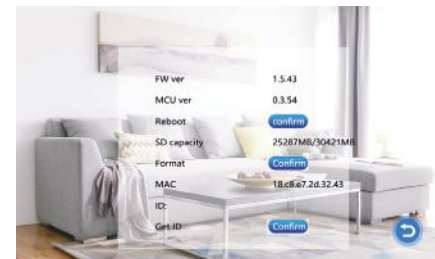 FW ver 1.5.43
MCU ver 0.3.54
Reboot confirm
SD capacity 25287MB/30421MB
Format Confirm
MAC 18.c8.e7.2d.32.43
ID:
Get ID Confirm